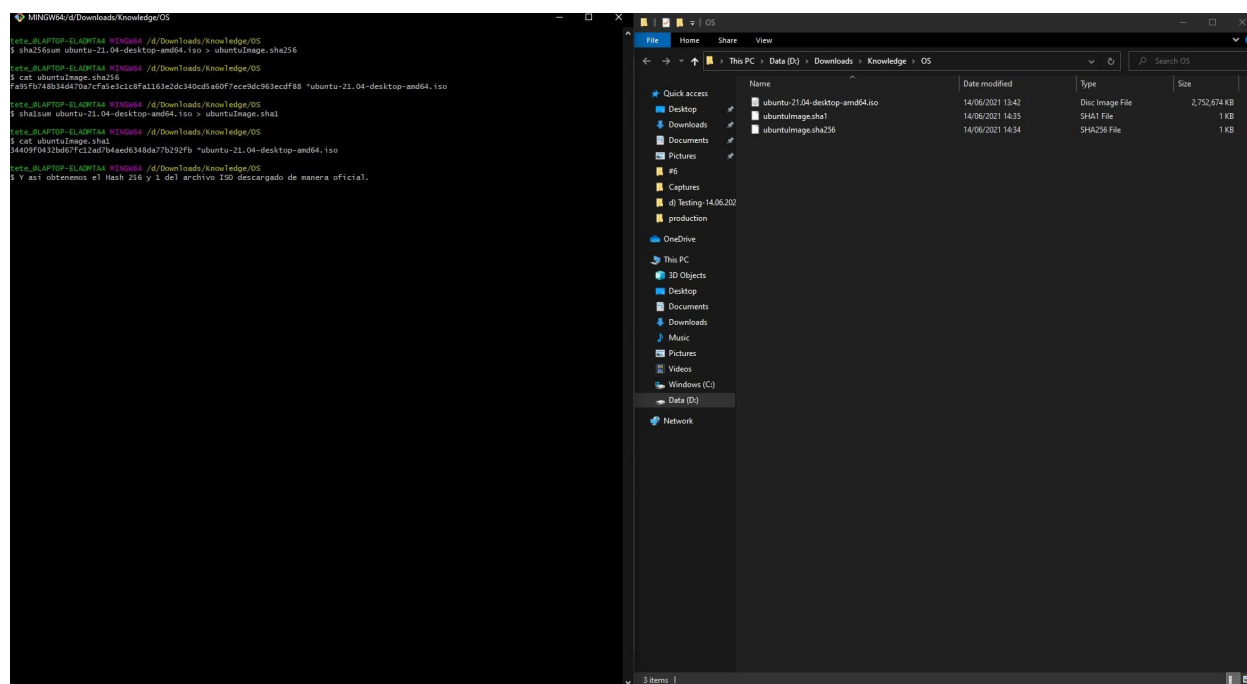 MINGW64:/d/Downloads/Knowledge/OS
tete_@LAPTOP-ELADMTA4 MINGW64 /d/Downloads/Knowledge/OS
$ sha256sum ubuntu-21.04-desktop-amd64.iso > ubuntuImage.sha256
tete_@LAPTOP-ELADMTA4 MINGW64 /d/Downloads/Knowledge/OS
$ cat ubuntuImage.sha256
fa95fb748b34d470a7cfa5e3c1c8fa1163e2dc340cd5a60f7ece9dc963ecdf88 *ubuntu-21.04-desktop-amd64.iso
tete_@LAPTOP-ELADMTA4 MINGW64 /d/Downloads/Knowledge/OS
$ sha1sum ubuntu-21.04-desktop-amd64.iso > ubuntuImage.sha1
tete_@LAPTOP-ELADMTA4 MINGW64 /d/Downloads/Knowledge/OS
$ cat ubuntuImage.sha1
34409f0432bd67fc12ad7b4aed6348da77b292fb *ubuntu-21.04-desktop-amd64.iso
tete_@LAPTOP-ELADMTA4 MINGW64 /d/Downloads/Knowledge/OS
$ Y asi obtenemos el Hash 256 y 1 del archivo ISO descargado de manera oficial.
OS
File Home Share View
This PC > Data (D:) > Downloads > Knowledge > OS
Search OS
Name Date modified Type Size
ubuntu-21.04-desktop-amd64.iso 14/06/2021 13:42 Disc Image File 2,752,674 KB
ubuntuImage.sha1 14/06/2021 14:35 SHA1 File 1 KB
ubuntuImage.sha256 14/06/2021 14:34 SHA256 File 1 KB
Quick access
Desktop
Downloads
Documents
Pictures
#6
Captures
d) Testing-14.06.202
production
OneDrive
This PC
3D Objects
Desktop
Documents
Downloads
Music
Pictures
Videos
Windows (C:)
Data (D:)
Network
3 items